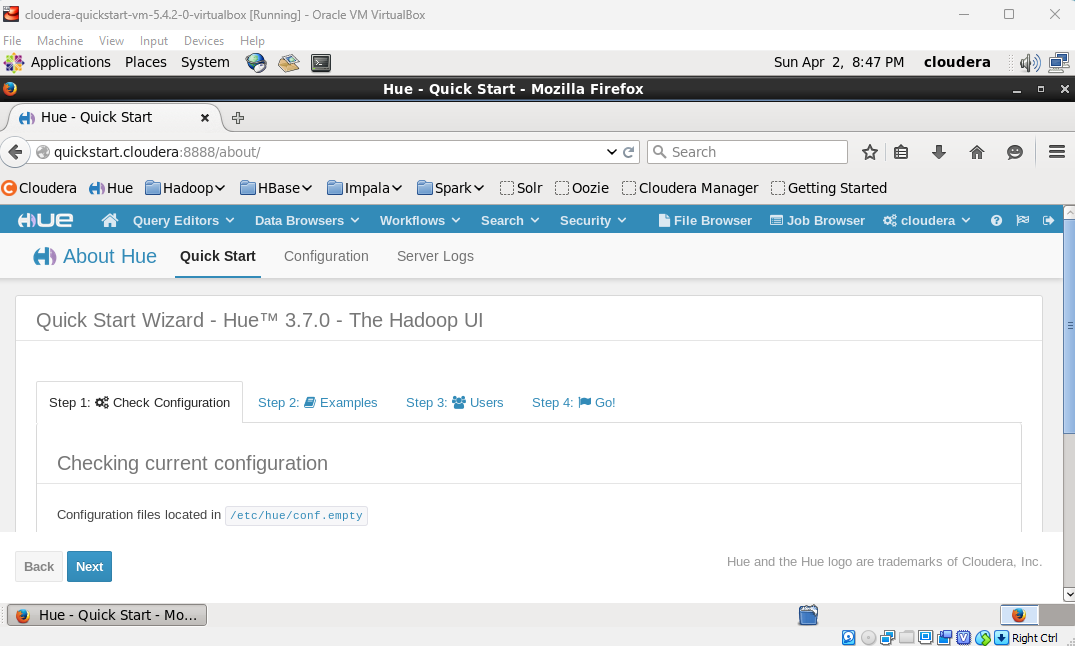 cloudera-quickstart-vm-5.4.2-0-virtualbox [Running] - Oracle VM VirtualBox
File Machine View Input Devices Help
Applications Places System Sun Apr 2, 8:47 PM cloudera
Hue - Quick Start - Mozilla Firefox
Hue - Quick Start
quickstart.cloudera:8888/about/ Search
Cloudera Hue Hadoop HBase Impala Spark Solr Oozie Cloudera Manager Getting Started
HUE Query Editors Data Browsers Workflows Search Security File Browser Job Browser cloudera
About Hue Quick Start Configuration Server Logs
Quick Start Wizard - Hue™ 3.7.0 - The Hadoop UI
Step 1: Check Configuration Step 2: Examples Step 3: Users Step 4: Go!
Checking current configuration
Configuration files located in /etc/hue/conf.empty
Back Next Hue and the Hue logo are trademarks of Cloudera, Inc.
Hue - Quick Start - Mo...
Right Ctrl